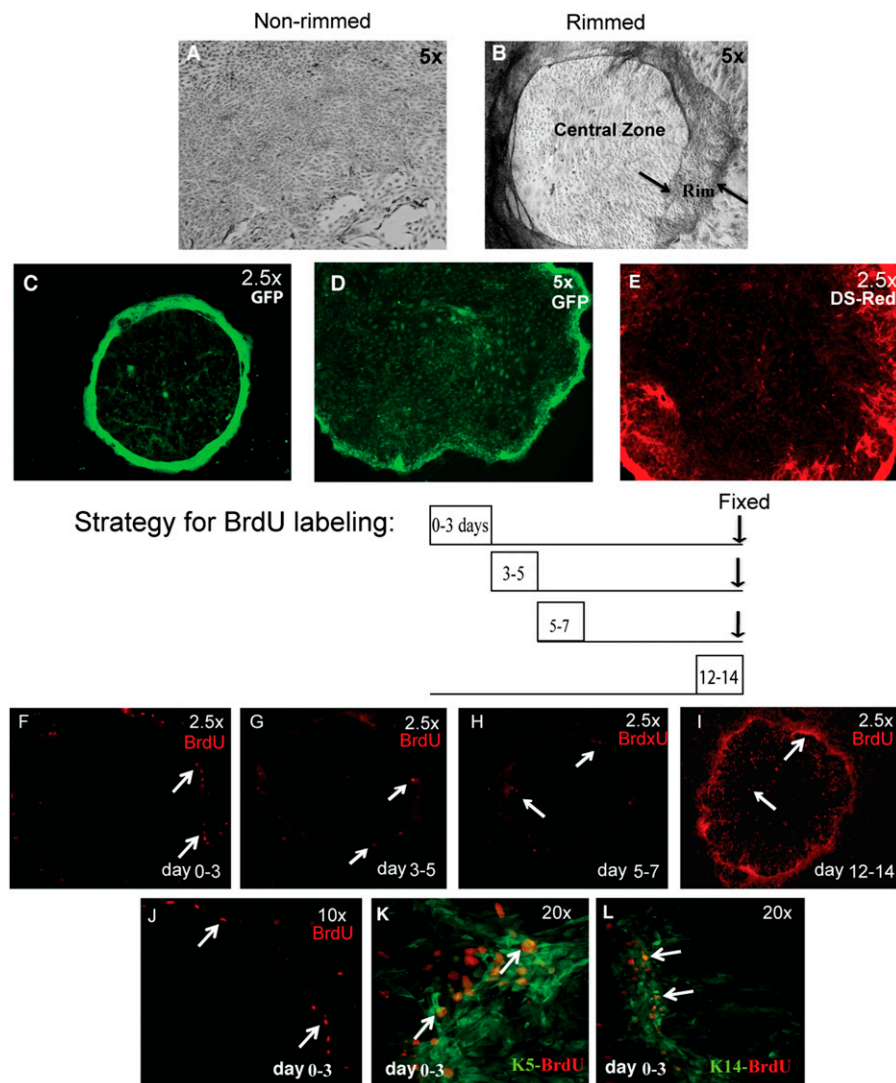 Non-rimmed
Rimmed
A
5x
B
5x
Central Zone
Rim
C
2.5x
GFP
D
5x
GFP
E
2.5x
DS-Red
Strategy for BrdU labeling:
Fixed
0-3 days
3-5
5-7
12-14
F
2.5x
BrdU
day 0-3
G
2.5x
BrdU
day 3-5
H
2.5x
BrdxU
day 5-7
I
2.5x
BrdU
day 12-14
J
10x
BrdU
day 0-3
K
20x
day 0-3
K5-BrdU
L
20x
day 0-3
K14-BrdU